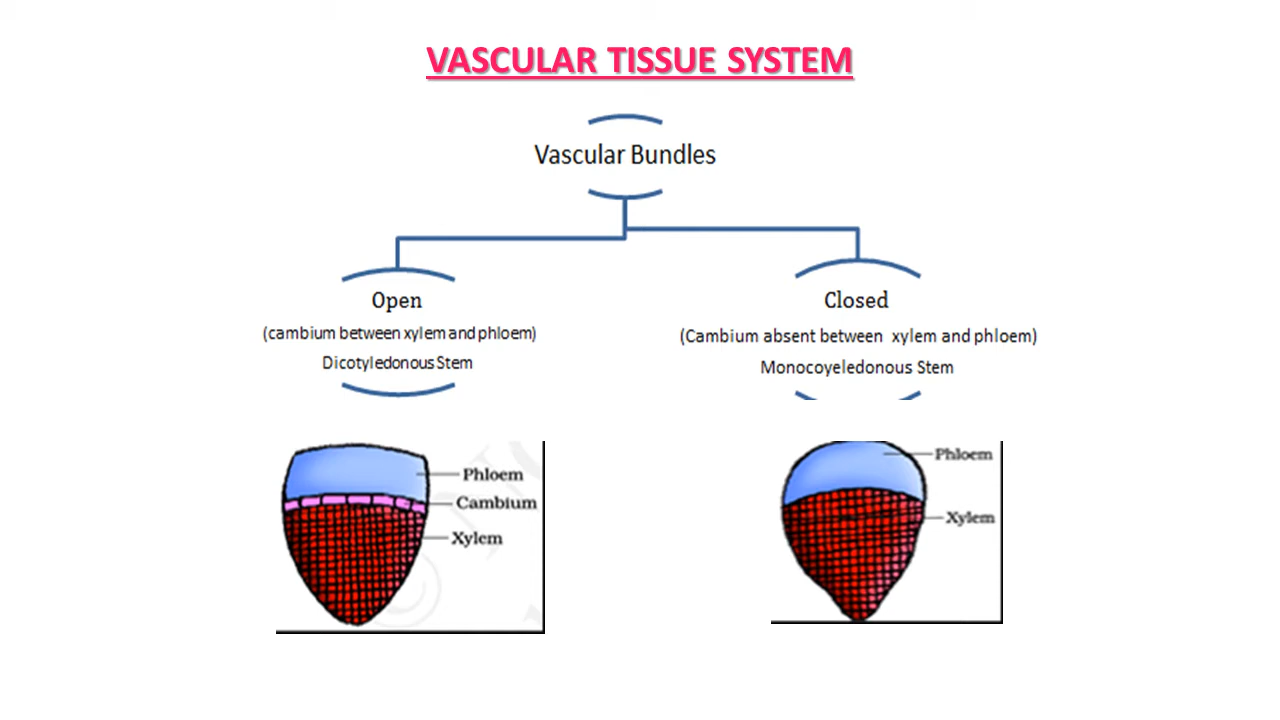 VASCULAR TISSUE SYSTEM
Vascular Bundles
Open
(cambium between xylem and phloem)
Dicotyledonous Stem
Closed
(Cambium absent between xylem and phloem)
Monocoyeledonous Stem
Phloem
Cambium
Xylem
Phloem
Xylem